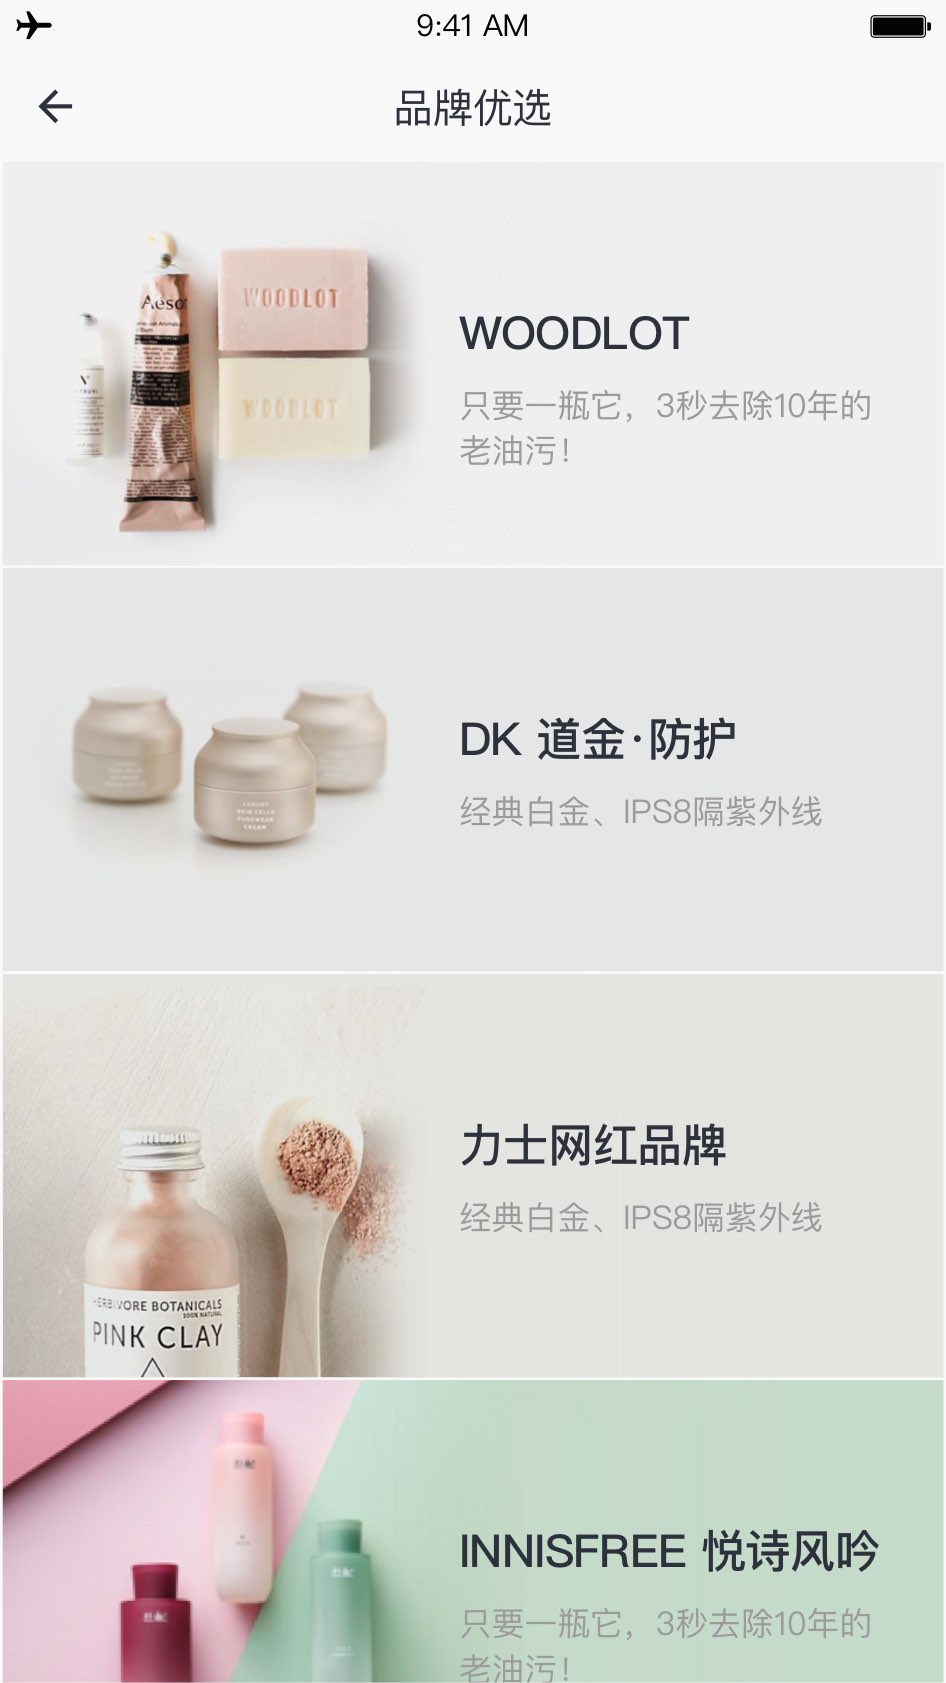 9:41 AM
品牌优选
Aēsop
WOODLOT
WOODLOT
WOODLOT
只要一瓶它，3秒去除10年的
老油污！
LUXURY
SKIN CELLS
PUREWEAR
CREAM
DK 道金·防护
经典白金、IPS8隔紫外线
HERBIVORE BOTANICALS
100% NATURAL
PINK CLAY
力士网红品牌
经典白金、IPS8隔紫外线
INNISFREE 悦诗风吟
只要一瓶它，3秒去除10年的
老油污！